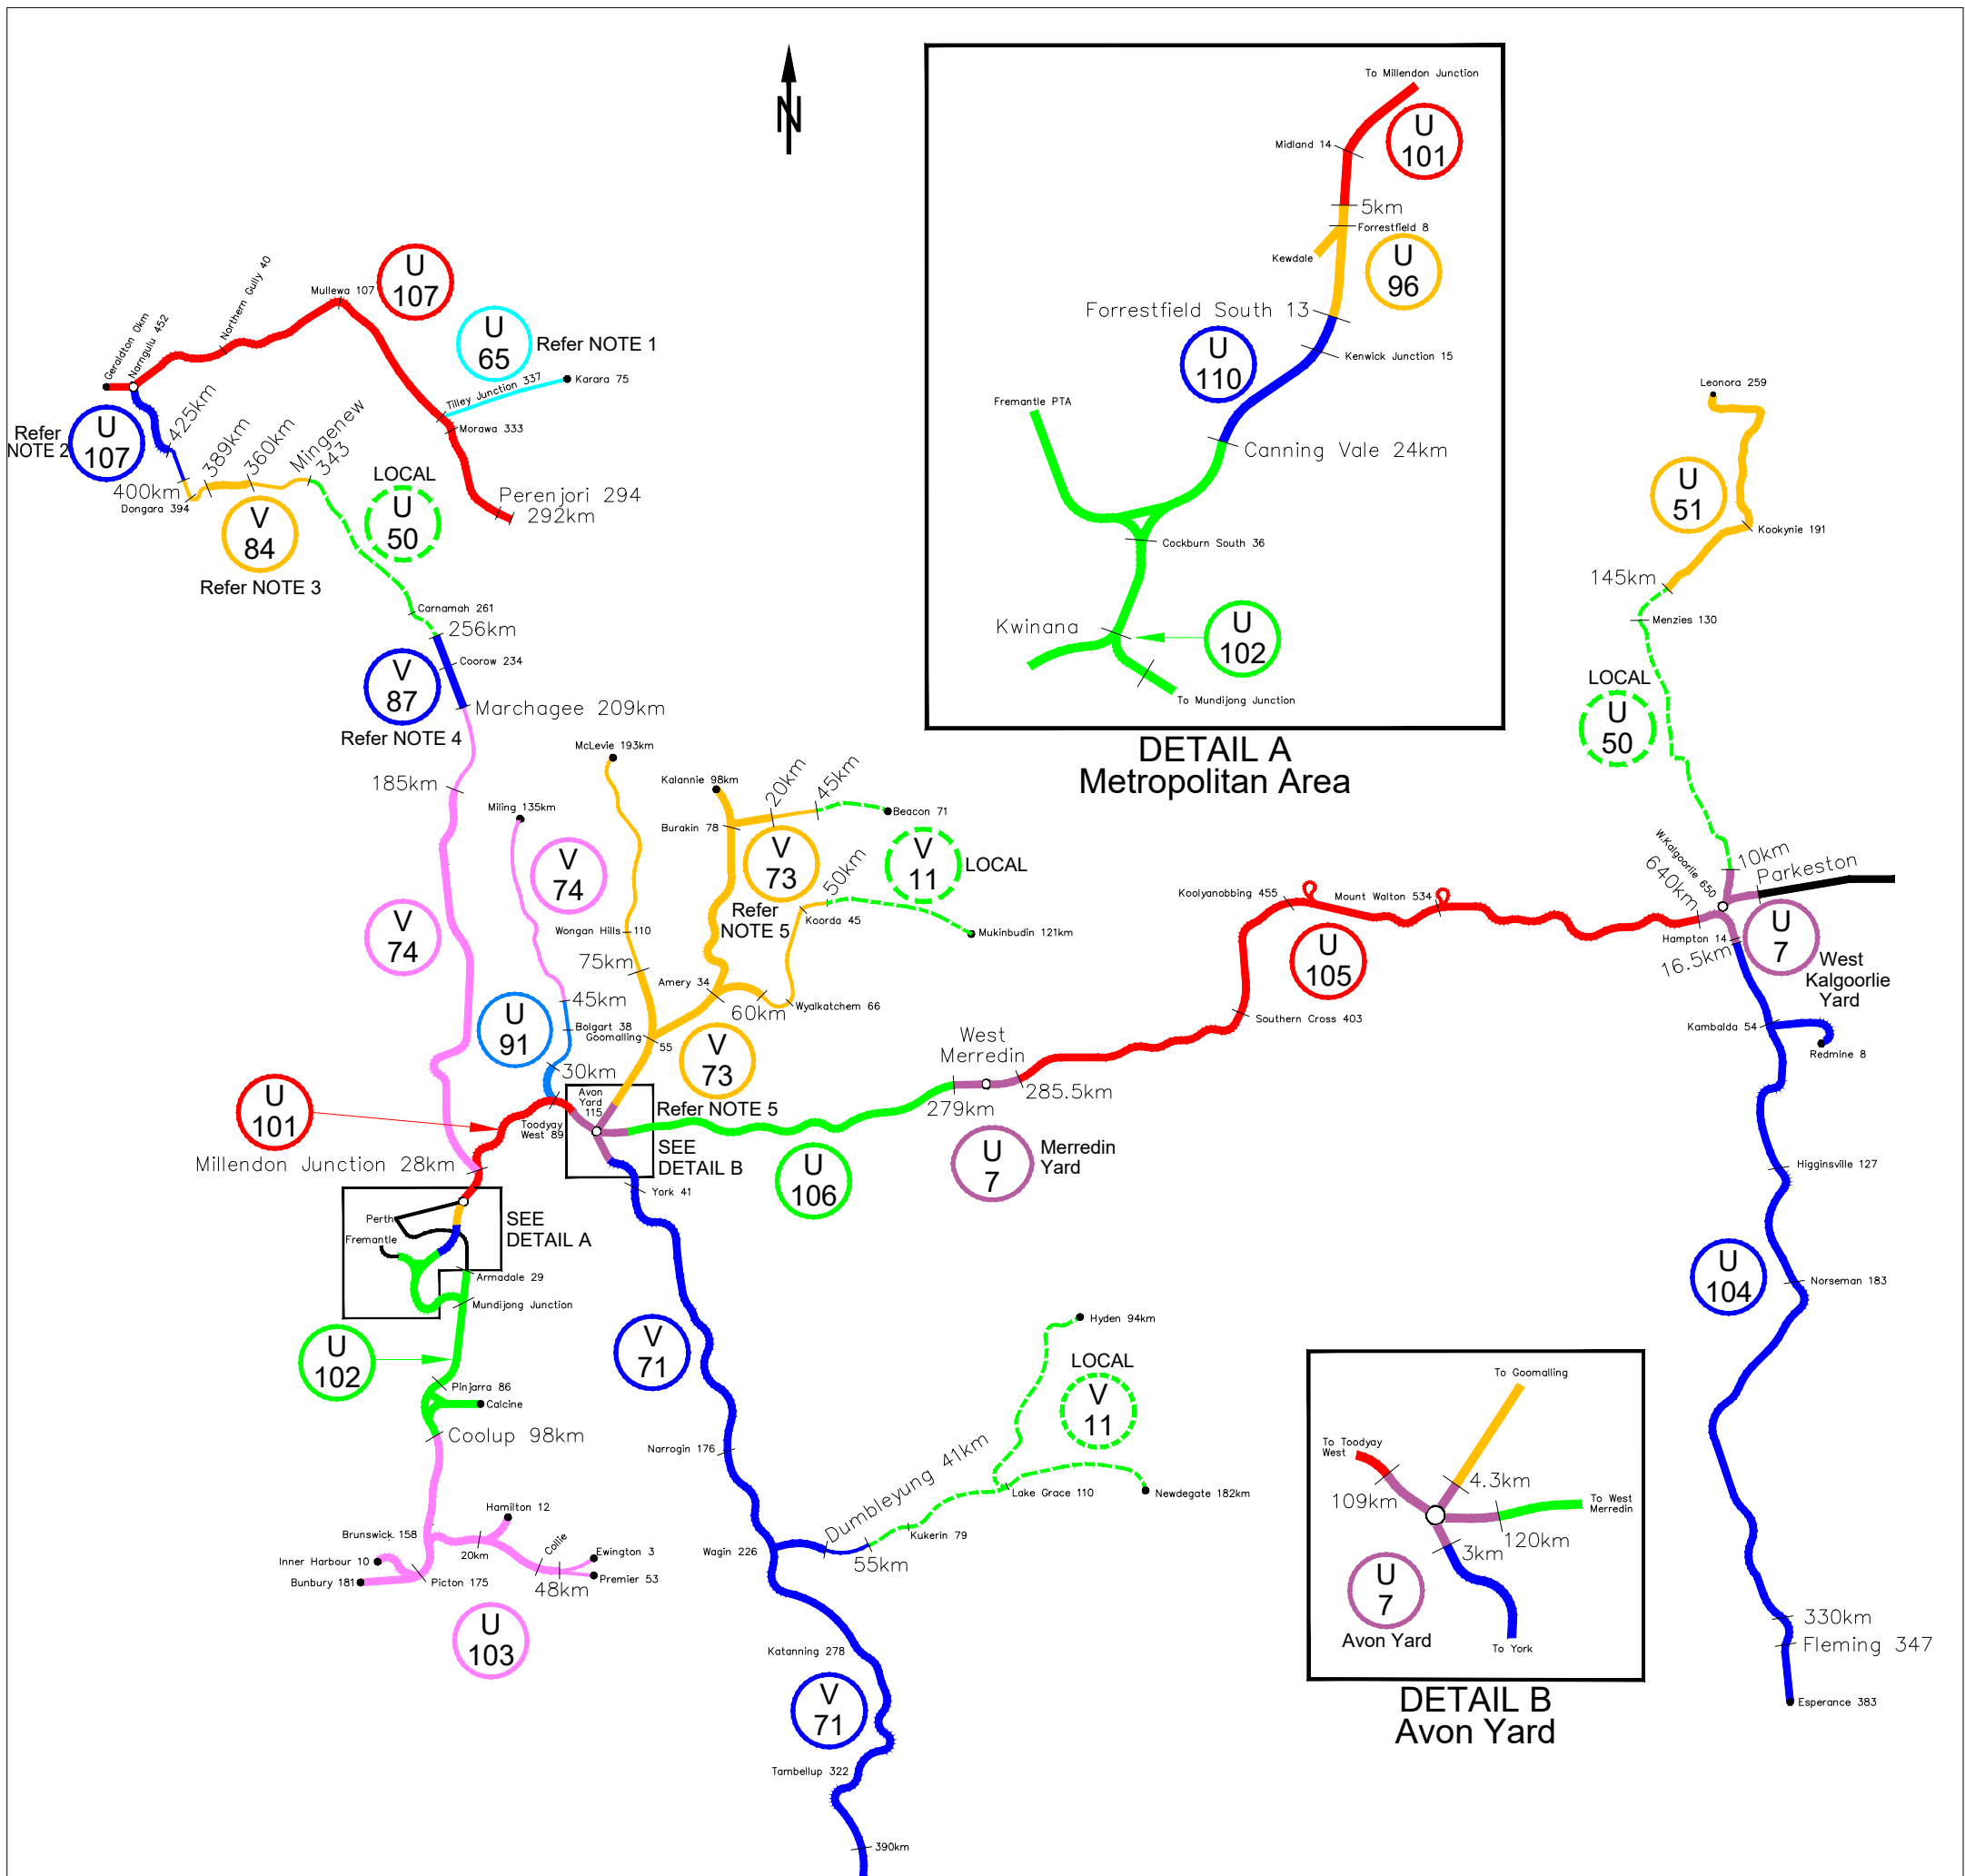 N
To Millendon Junction
U
101
Midland 14
5km
Forrestfield 8
U
96
Kewdale
Forrestfield South 13
U
110
Kenwick Junction 15
Fremantle PTA
Canning Vale 24km
Cockburn South 36
Kwinana
U
102
To Mundijong Junction
DETAIL A
Metropolitan Area
Geraldton 0km
Narngulu 452
Northern Gully 40
Mullewa 107
U
107
U
65
Refer NOTE 1
Tilley Junction 337
Karara 75
Morawa 333
Perenjori 294
292km
Refer
NOTE 2
U
107
425km
400km
Dongara 394
389km
360km
Mingenew
343
V
84
Refer NOTE 3
LOCAL
U
50
Carnamah 261
256km
Coorow 234
V
87
Refer NOTE 4
Marchagee 209km
185km
V
74
Miling 135km
V
74
McLevie 193km
Wongan Hills
110
75km
Kalannie 98km
Burakin 78
20km
45km
Beacon 71
V
73
Refer
NOTE 5
V
11
LOCAL
50km
Koorda 45
Mukinbudin 121km
Amery 34
60km
Wyalkatchem 66
45km
Bolgart 38
Goomalling
55
U
91
30km
V
73
Refer NOTE 5
Avon
Yard
115
Toodyay
West 89
SEE
DETAIL B
U
101
Millendon Junction 28km
Perth
Fremantle
SEE
DETAIL A
Armadale 29
Mundijong Junction
U
102
Pinjarra 86
Calcine
Coolup 98km
Hamilton 12
Brunswick 158
20km
Collie
Ewington 3
Premier 53
48km
Inner Harbour 10
Bunbury 181
Picton 175
U
103
York 41
V
71
Narrogin 176
Wagin 226
Dumbleyung 41km
55km
Kukerin 79
Lake Grace 110
Newdegate 182km
Hyden 94km
LOCAL
V
11
Katanning 278
V
71
Tambellup 322
390km
U
106
279km
West
Merredin
285.5km
U
7
Merredin
Yard
Southern Cross 403
U
105
Koolyanobbing 455
Mount Walton 534
Leonora 259
U
51
Kookynie 191
145km
Menzies 130
LOCAL
U
50
W.Kalgoorlie 650
640km
10km
Parkeston
Hampton 14
16.5km
U
7
West
Kalgoorlie
Yard
Kambalda 54
Redmine 8
Higginsville 127
U
104
Norseman 183
330km
Fleming 347
Esperance 383
To Goomalling
To Toodyay
West
109km
4.3km
To West
Merredin
120km
3km
U
7
Avon Yard
To York
DETAIL B
Avon Yard